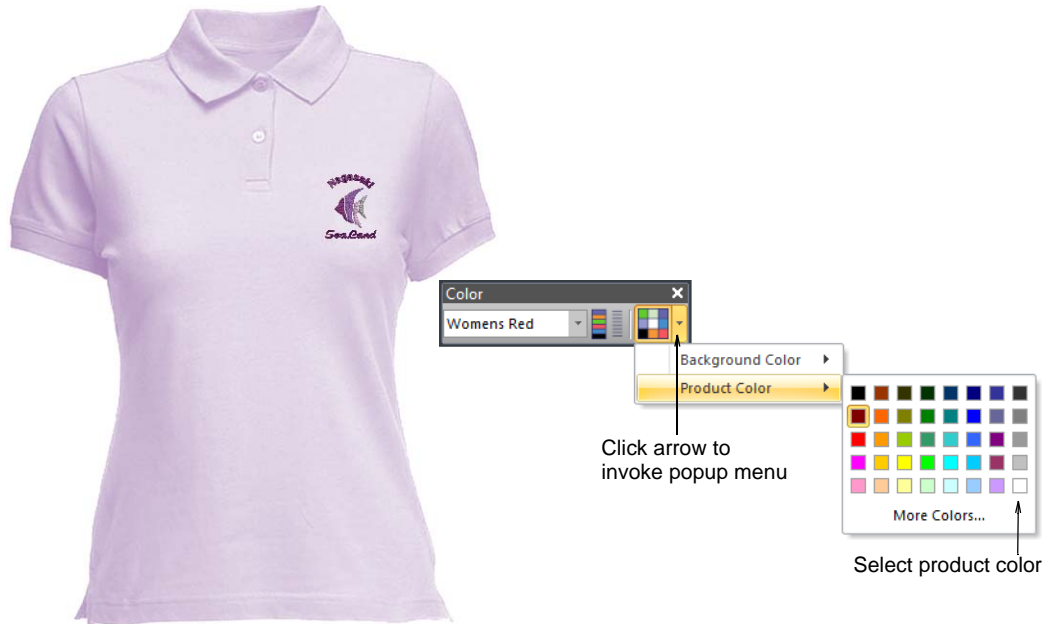 Nagasaki
SeaLand
Color
Womens Red
Background Color
Product Color
More Colors...
Click arrow to
invoke popup menu
Select product color